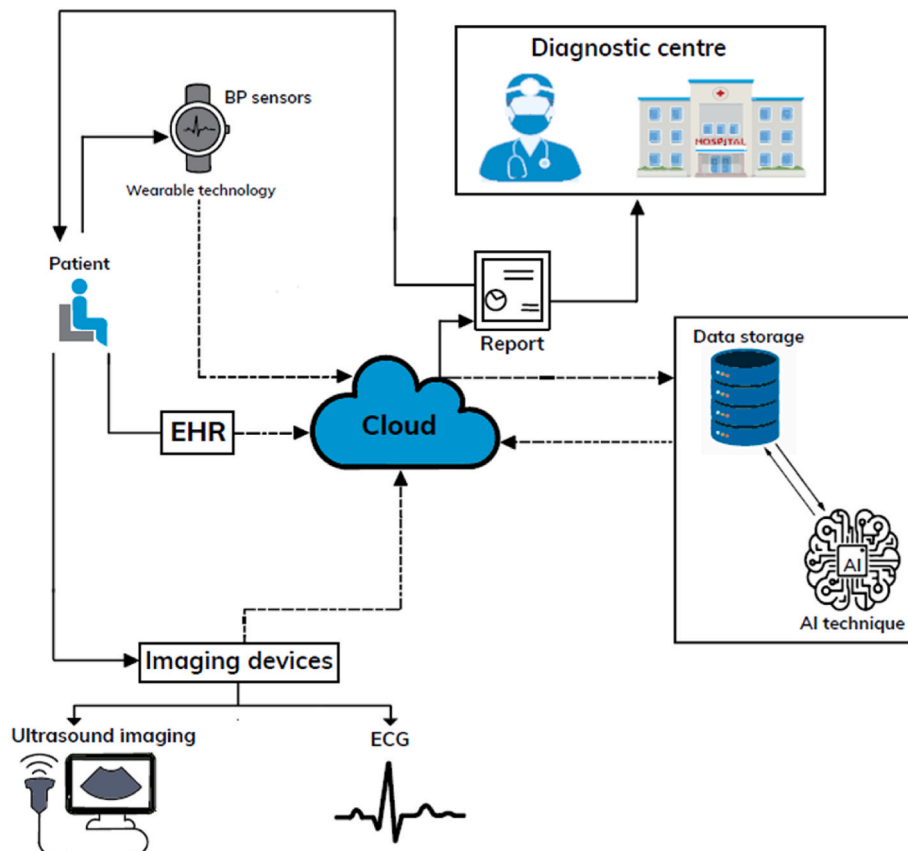 Diagnostic centre
HOSPITAL
BP sensors
Wearable technology
Patient
Report
Data storage
Cloud
EHR
AI
AI technique
Imaging devices
Ultrasound imaging
ECG